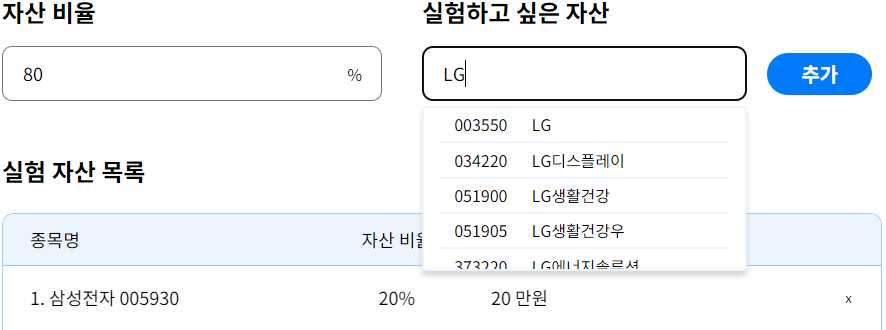 자산 비율
실험하고 싶은 자산
80 %
LG
추가
003550 LG
034220 LG디스플레이
051900 LG생활건강
051905 LG생활건강우
373220 LG에너지솔루션
실험 자산 목록
종목명 자산 비율
1. 삼성전자 005930 20% 20 만원 x